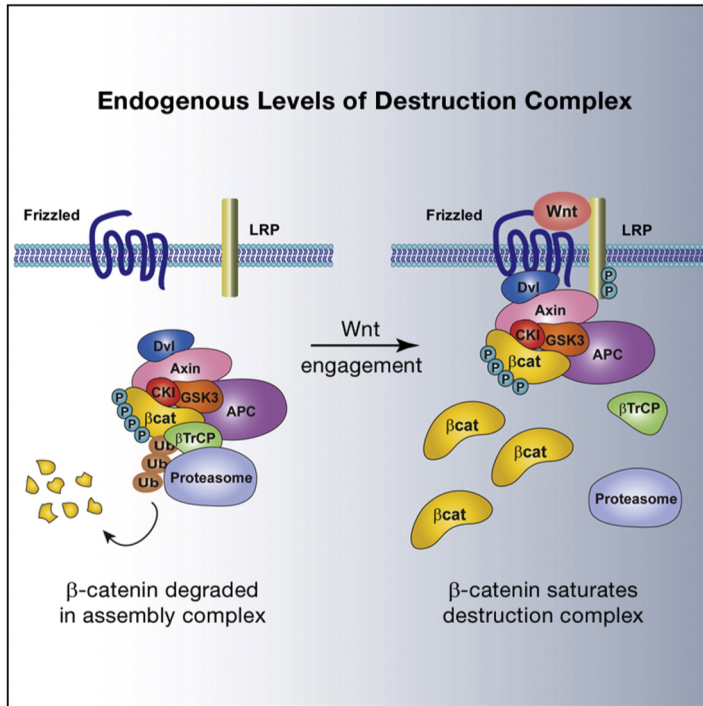 Endogenous Levels of Destruction Complex
Frizzled
LRP
Dvl
Axin
CKI
GSK3
APC
P
P
P
P
βcat
βTrCP
Ub
Ub
Ub
Proteasome
β-catenin degraded
in assembly complex
Wnt
engagement
Frizzled
Wnt
LRP
P
P
Dvl
Axin
CKI
GSK3
APC
P
P
P
P
βcat
βTrCP
βcat
βcat
βcat
Proteasome
β-catenin saturates
destruction complex